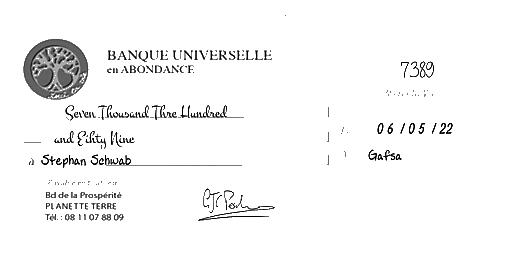 BANQUE UNIVERSELLE
en ABONDANCE
7389
Seven Thousand Thre Hundred
and Eihty Nine
06/05/22
à Stephan Schwab
Gafsa
Bd de la Prospérité
PLANETTE TERRE
Tél. : 08 11 07 88 09